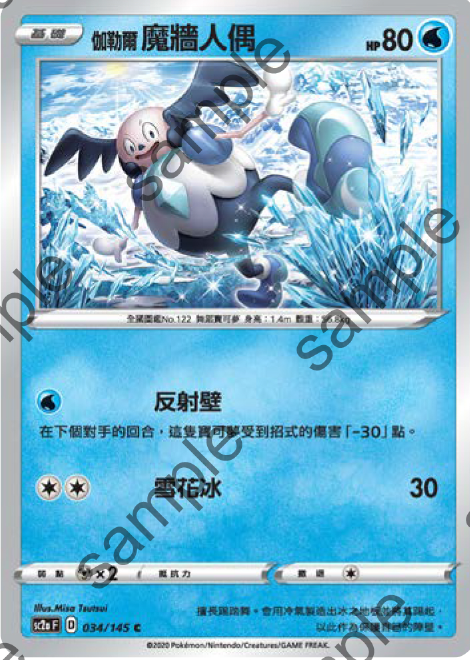 基礎
伽勒爾 魔牆人偶 HP80
全國圖鑑No.122 舞蹈寶可夢 身高:1.4m 體重:56.8kg
反射壁
在下個對手的回合,這隻寶可夢受到招式的傷害「-30」點。
雪花冰 30
弱點 ×2 抵抗力 撤退
Illus.Misa Tsutsui
sc2a F D 034/145 C
擅長踢踏舞。會用冷氣製造出冰之地板並將其踢起,
以此作為保護自己的障壁。
©2020 Pokémon/Nintendo/Creatures/GAME FREAK.
sample
sample
sample
sample
sample
sample